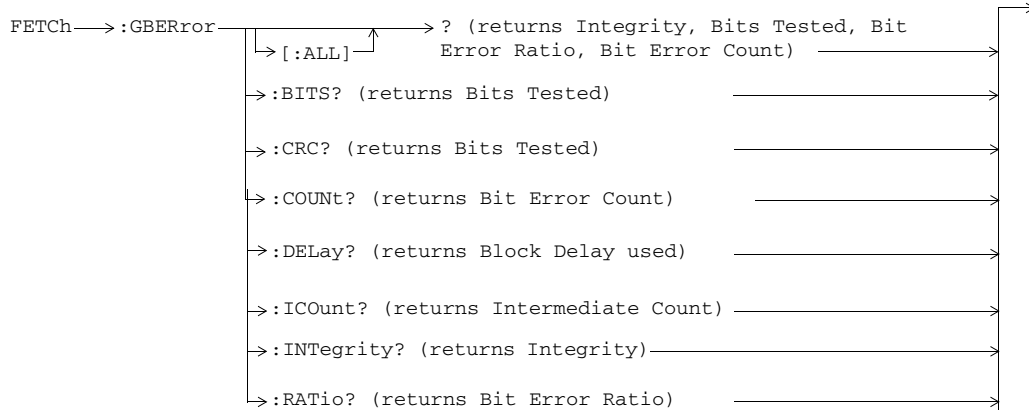 FETCh :GBERror ? (returns Integrity, Bits Tested, Bit
[:ALL] Error Ratio, Bit Error Count)
:BITS? (returns Bits Tested)
:CRC? (returns Bits Tested)
:COUNt? (returns Bit Error Count)
:DELay? (returns Block Delay used)
:ICOunt? (returns Intermediate Count)
:INTegrity? (returns Integrity)
:RATio? (returns Bit Error Ratio)